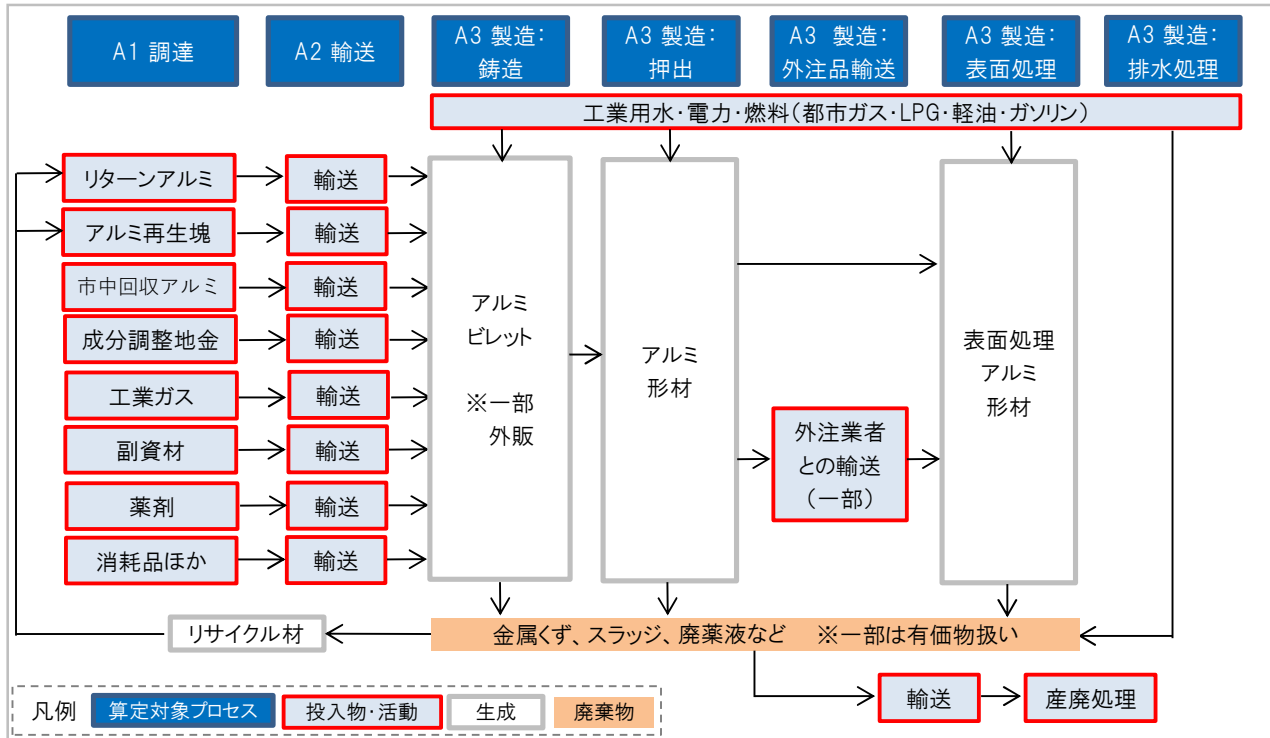 A1 調達
A2 輸送
A3 製造：
鋳造
A3 製造：
押出
A3 製造：
外注品輸送
A3 製造：
表面処理
A3 製造：
排水処理
工業用水・電力・燃料（都市ガス・LPG・軽油・ガソリン）
リターンアルミ
輸送
アルミ再生塊
輸送
市中回収アルミ
輸送
成分調整地金
輸送
工業ガス
輸送
副資材
輸送
薬剤
輸送
消耗品ほか
輸送
アルミ
ビレット
※一部
外販
アルミ
形材
外注業者
との輸送
（一部）
表面処理
アルミ
形材
リサイクル材
金属くず、スラッジ、廃薬液など ※一部は有価物扱い
輸送
産廃処理
凡例
算定対象プロセス
投入物・活動
生成
廃棄物